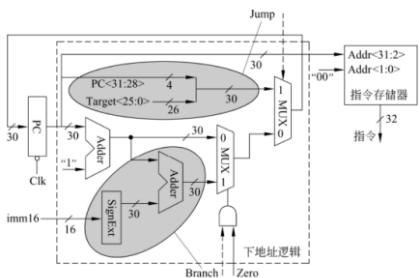 Jump
30
Addr<31:2>
"00"
Addr<1:0>
PC<31:28>
4
30
1
MUX
0
Target<25:0>
26
指令存储器
30
PC
30
Adder
30
0
MUX
1
32
指令
"1"
Clk
Adder
30
SignExt
30
imm16
16
下地址逻辑
Branch
Zero